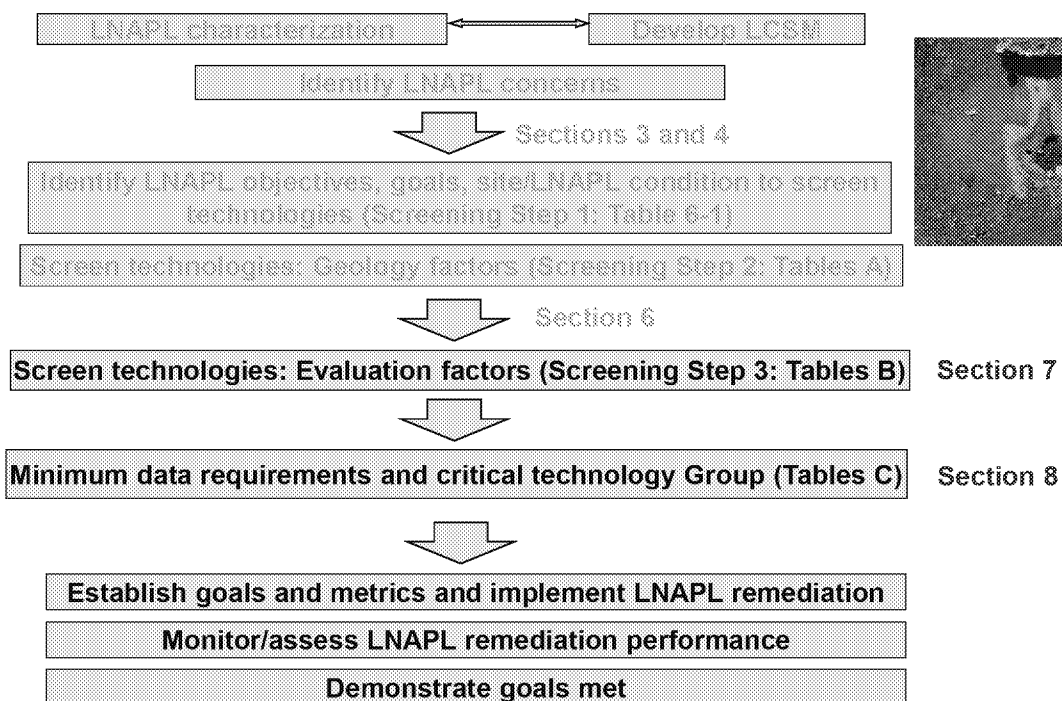 LNAPL characterization
Develop LCSM
Identify LNAPL concerns
Sections 3 and 4
Identify LNAPL objectives, goals, site/LNAPL condition to screen
technologies (Screening Step 1: Table 6-1)
Screen technologies: Geology factors (Screening Step 2: Tables A)
Section 6
Screen technologies: Evaluation factors (Screening Step 3: Tables B)
Section 7
Minimum data requirements and critical technology Group (Tables C)
Section 8
Establish goals and metrics and implement LNAPL remediation
Monitor/assess LNAPL remediation performance
Demonstrate goals met